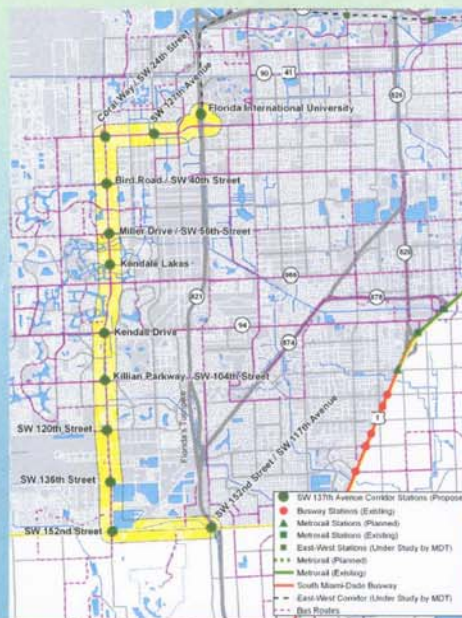 Coral Way / SW 24th Street
SW 127th Avenue
90
41
826
Florida International University
Bird Road / SW 40th Street
Miller Drive / SW 56th Street
Kendale Lakes
986
826
821
878
Kendall Drive
94
874
Killian Parkway / SW 104th Street
1
SW 120th Street
Florida's Turnpike
SW 152nd Street / SW 117th Avenue
SW 136th Street
SW 152nd Street
SW 137th Avenue Corridor Stations (Propose
Busway Stations (Existing)
Metrorail Stations (Planned)
Metrorail Stations (Existing)
East-West Stations (Under Study by MDT)
Metrorail (Planned)
Metrorail (Existing)
South Miami-Dade Busway
East-West Corridor (Under Study by MDT)
Bus Routes